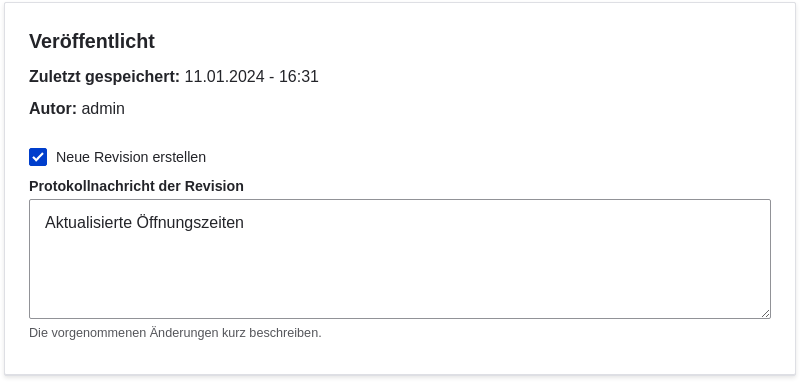 Veröffentlicht
Zuletzt gespeichert: 11.01.2024 - 16:31
Autor: admin
Neue Revision erstellen
Protokollnachricht der Revision
Aktualisierte Öffnungszeiten
Die vorgenommenen Änderungen kurz beschreiben.